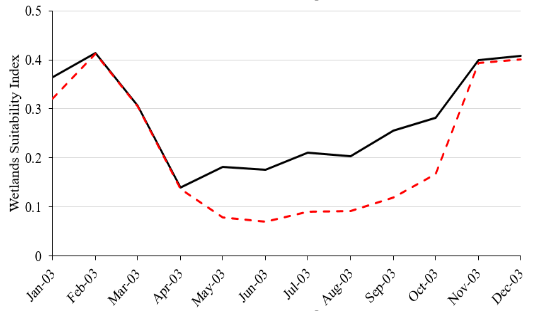 Wetlands Suitability Index
0.5
0.4
0.3
0.2
0.1
0
Jan-03
Feb-03
Mar-03
Apr-03
May-03
Jun-03
Jul-03
Aug-03
Sep-03
Oct-03
Nov-03
Dec-03